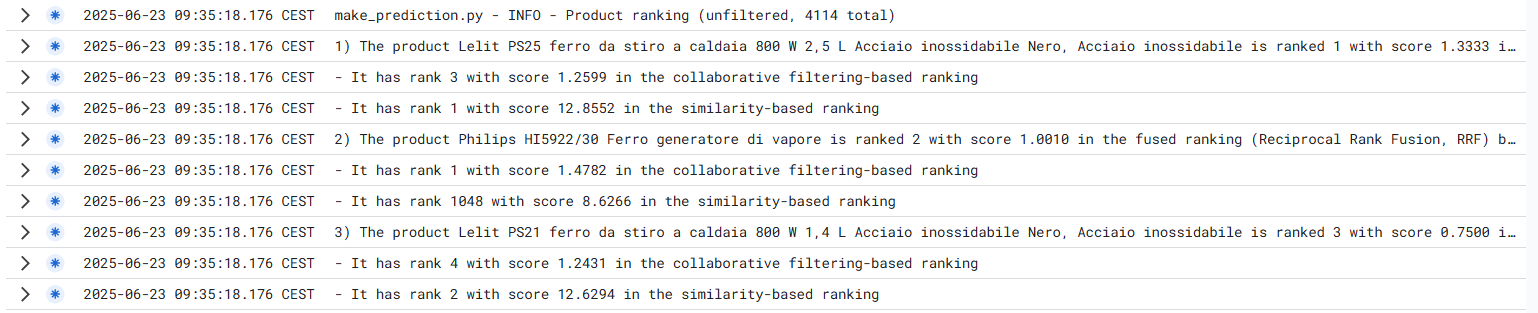 2025-06-23 09:35:18.176 CEST make_prediction.py - INFO - Product ranking (unfiltered, 4114 total)
2025-06-23 09:35:18.176 CEST 1) The product Lelit PS25 ferro da stiro a caldaia 800 W 2,5 L Acciaio inossidabile Nero, Acciaio inossidabile is ranked 1 with score 1.3333 i…
2025-06-23 09:35:18.176 CEST - It has rank 3 with score 1.2599 in the collaborative filtering-based ranking
2025-06-23 09:35:18.176 CEST - It has rank 1 with score 12.8552 in the similarity-based ranking
2025-06-23 09:35:18.176 CEST 2) The product Philips HI5922/30 Ferro generatore di vapore is ranked 2 with score 1.0010 in the fused ranking (Reciprocal Rank Fusion, RRF) b…
2025-06-23 09:35:18.176 CEST - It has rank 1 with score 1.4782 in the collaborative filtering-based ranking
2025-06-23 09:35:18.176 CEST - It has rank 1048 with score 8.6266 in the similarity-based ranking
2025-06-23 09:35:18.176 CEST 3) The product Lelit PS21 ferro da stiro a caldaia 800 W 1,4 L Acciaio inossidabile Nero, Acciaio inossidabile is ranked 3 with score 0.7500 i…
2025-06-23 09:35:18.176 CEST - It has rank 4 with score 1.2431 in the collaborative filtering-based ranking
2025-06-23 09:35:18.176 CEST - It has rank 2 with score 12.6294 in the similarity-based ranking